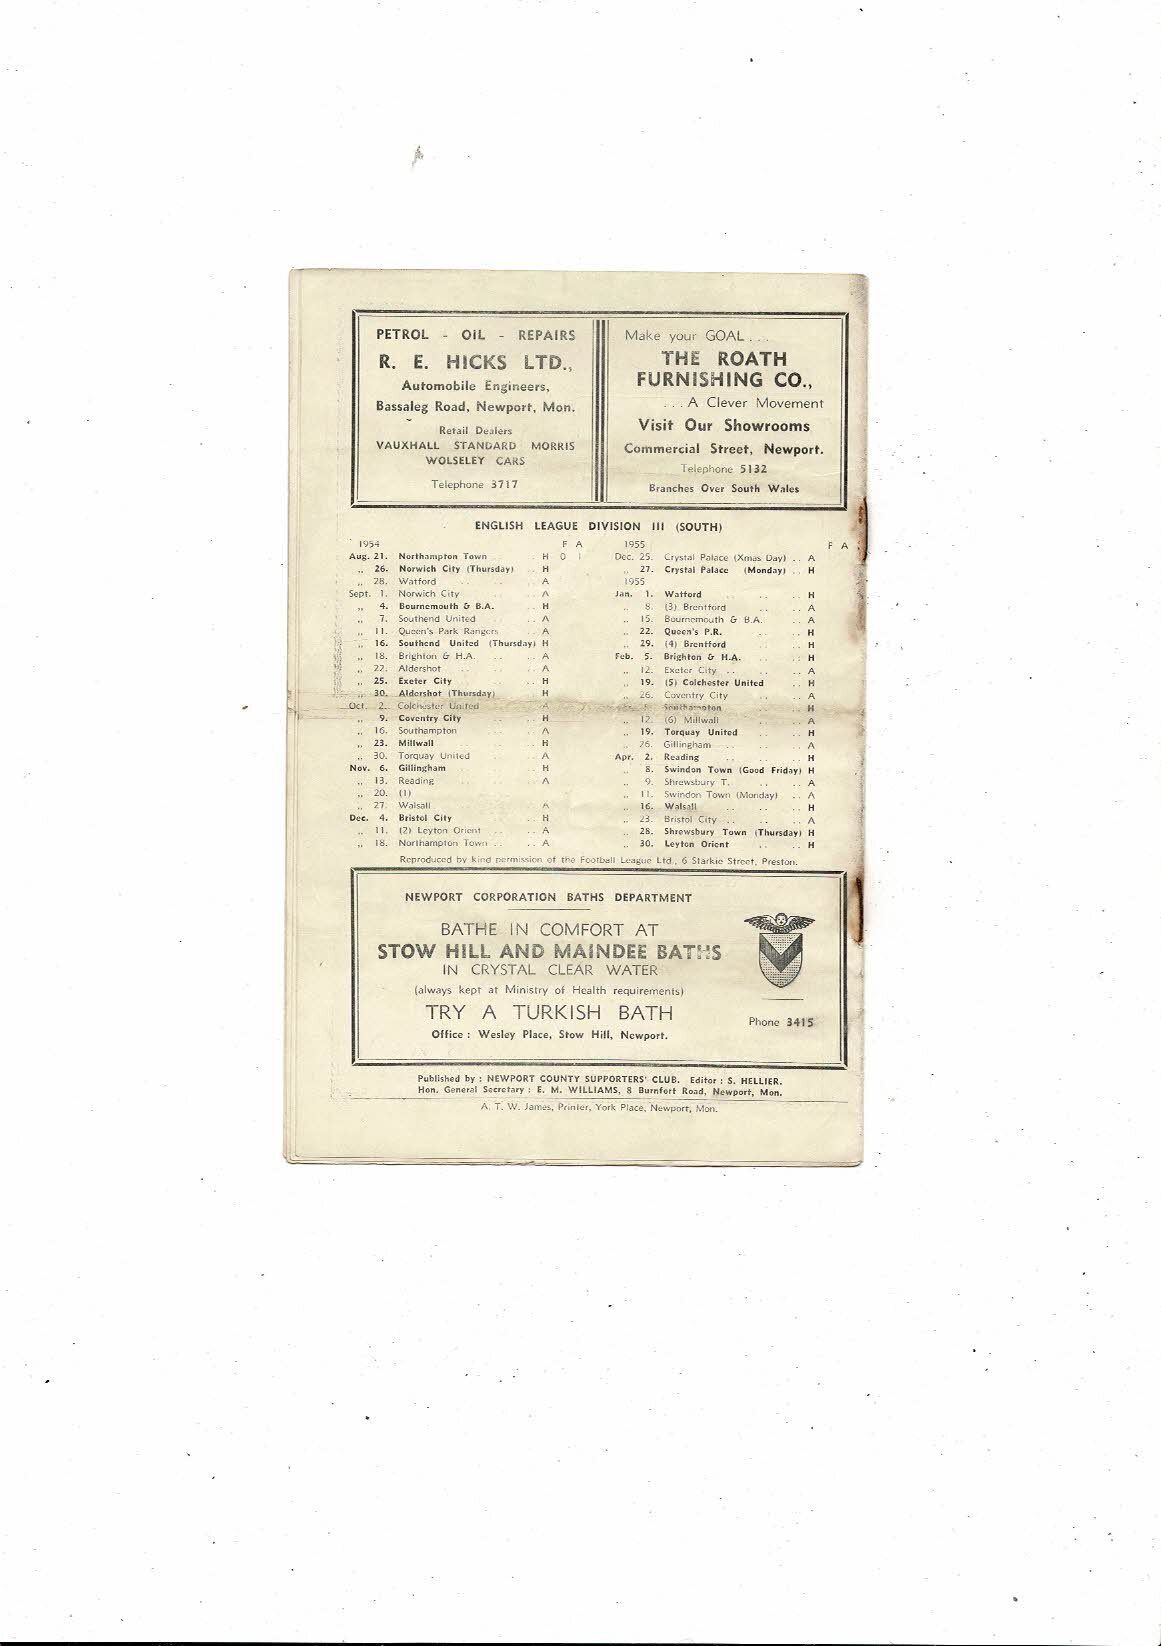 PETROL - OIL - REPAIRS
R. E. HICKS LTD.,
Automobile Engineers,
Bassaleg Road, Newport, Mon.
Retail Dealers
VAUXHALL STANDARD MORRIS
WOLSELEY CARS
Telephone 3717
Make your GOAL . . .
THE ROATH
FURNISHING CO.,
. . . A Clever Movement
Visit Our Showrooms
Commercial Street, Newport.
Telephone 5132
Branches Over South Wales
ENGLISH LEAGUE DIVISION III (SOUTH)
1954 F A
Aug. 21. Northampton Town .. H 0 1
,, 26. Norwich City (Thursday) .. H
,, 28. Watford .. .. A
Sept. 1. Norwich City .. .. A
,, 4. Bournemouth & B.A. .. H
,, 7. Southend United .. A
,, 11. Queen's Park Rangers .. A
,, 16. Southend United (Thursday) H
,, 18. Brighton & H.A. .. .. A
,, 22. Aldershot .. .. A
,, 25. Exeter City .. .. H
,, 30. Aldershot (Thursday) .. H
Oct. 2. Colchester United .. A
,, 9. Coventry City .. .. H
,, 16. Southampton .. .. A
,, 23. Millwall .. .. H
,, 30. Torquay United .. A
Nov. 6. Gillingham .. .. H
,, 13. Reading .. .. A
,, 20. (1)
,, 27. Walsall A
Dec. 4. Bristol City .. H
,, 11. (2) Leyton Orient .. .. A
,, 18. Northampton Town .. .. A
1955 F A
Dec. 25. Crystal Palace (Xmas Day) .. A
,, 27. Crystal Palace (Monday) .. H
1955
Jan. 1. Watford .. .. H
,, 8. (3) Brentford .. .. A
,, 15. Bournemouth & B.A. .. A
,, 22. Queen's P.R. .. .. H
,, 29. (4) Brentford .. .. H
Feb. 5. Brighton & H.A. .. .. H
,, 12. Exeter City .. .. .. A
,, 19. (5) Colchester United .. H
,, 26. Coventry City .. .. A
Southampton .. .. H
,, 12. (6) Millwall .. .. A
,, 19. Torquay United .. .. H
,, 26. Gillingham .. .. .. A
Apr. 2. Reading .. .. .. H
,, 8. Swindon Town (Good Friday) H
,, 9. Shrewsbury T. .. .. A
,, 11. Swindon Town (Monday) .. A
,, 16. Walsall .. .. .. H
,, 23. Bristol City .. .. .. A
,, 28. Shrewsbury Town (Thursday) H
,, 30. Leyton Orient .. .. H
Reproduced by kind permission of the Football League Ltd., 6 Starkie Street, Preston.
NEWPORT CORPORATION BATHS DEPARTMENT
BATHE IN COMFORT AT
STOW HILL AND MAINDEE BATHS
IN CRYSTAL CLEAR WATER
(always kept at Ministry of Health requirements)
TRY A TURKISH BATH
Office : Wesley Place, Stow Hill, Newport.
Phone 3415
Published by : NEWPORT COUNTY SUPPORTERS' CLUB. Editor : S. HELLIER.
Hon. General Secretary : E. M. WILLIAMS, 8 Burnfort Road, Newport, Mon.
A. T. W. James, Printer, York Place, Newport, Mon.